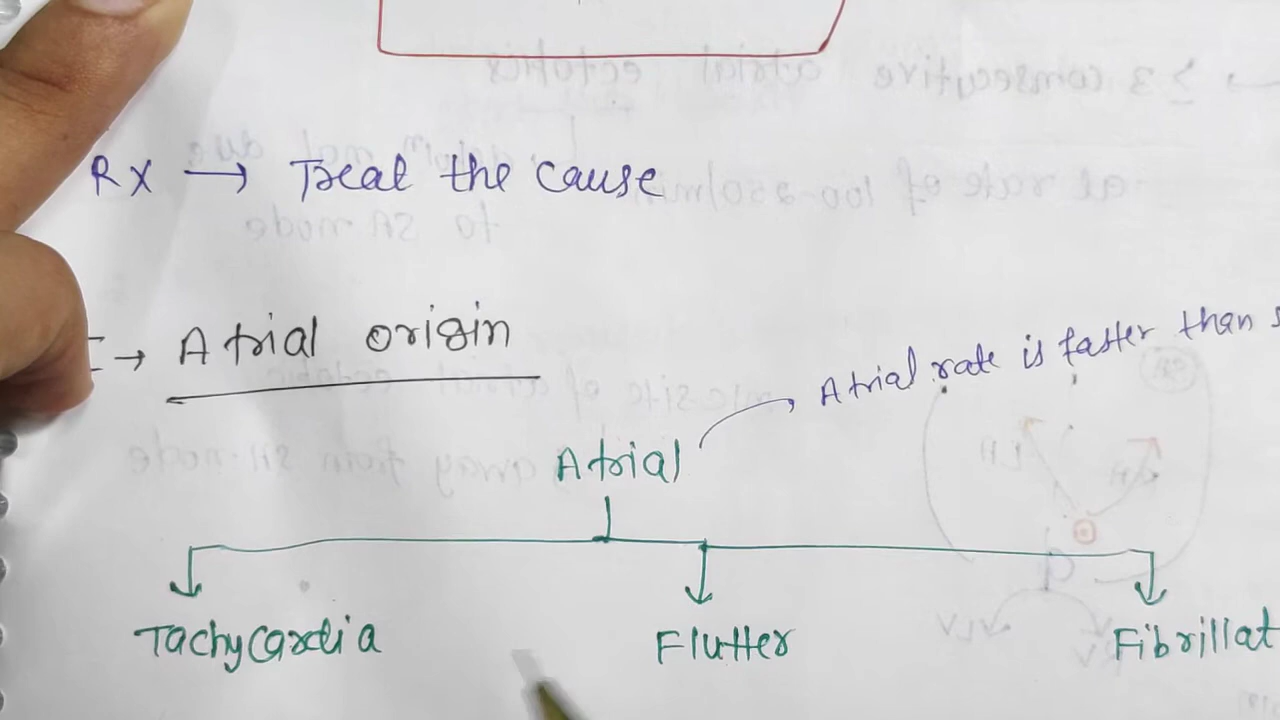 Rx → Treat the cause
→ Atrial origin
Atrial rate is faster than
Atrial
Tachycardia Flutter Fibrillat